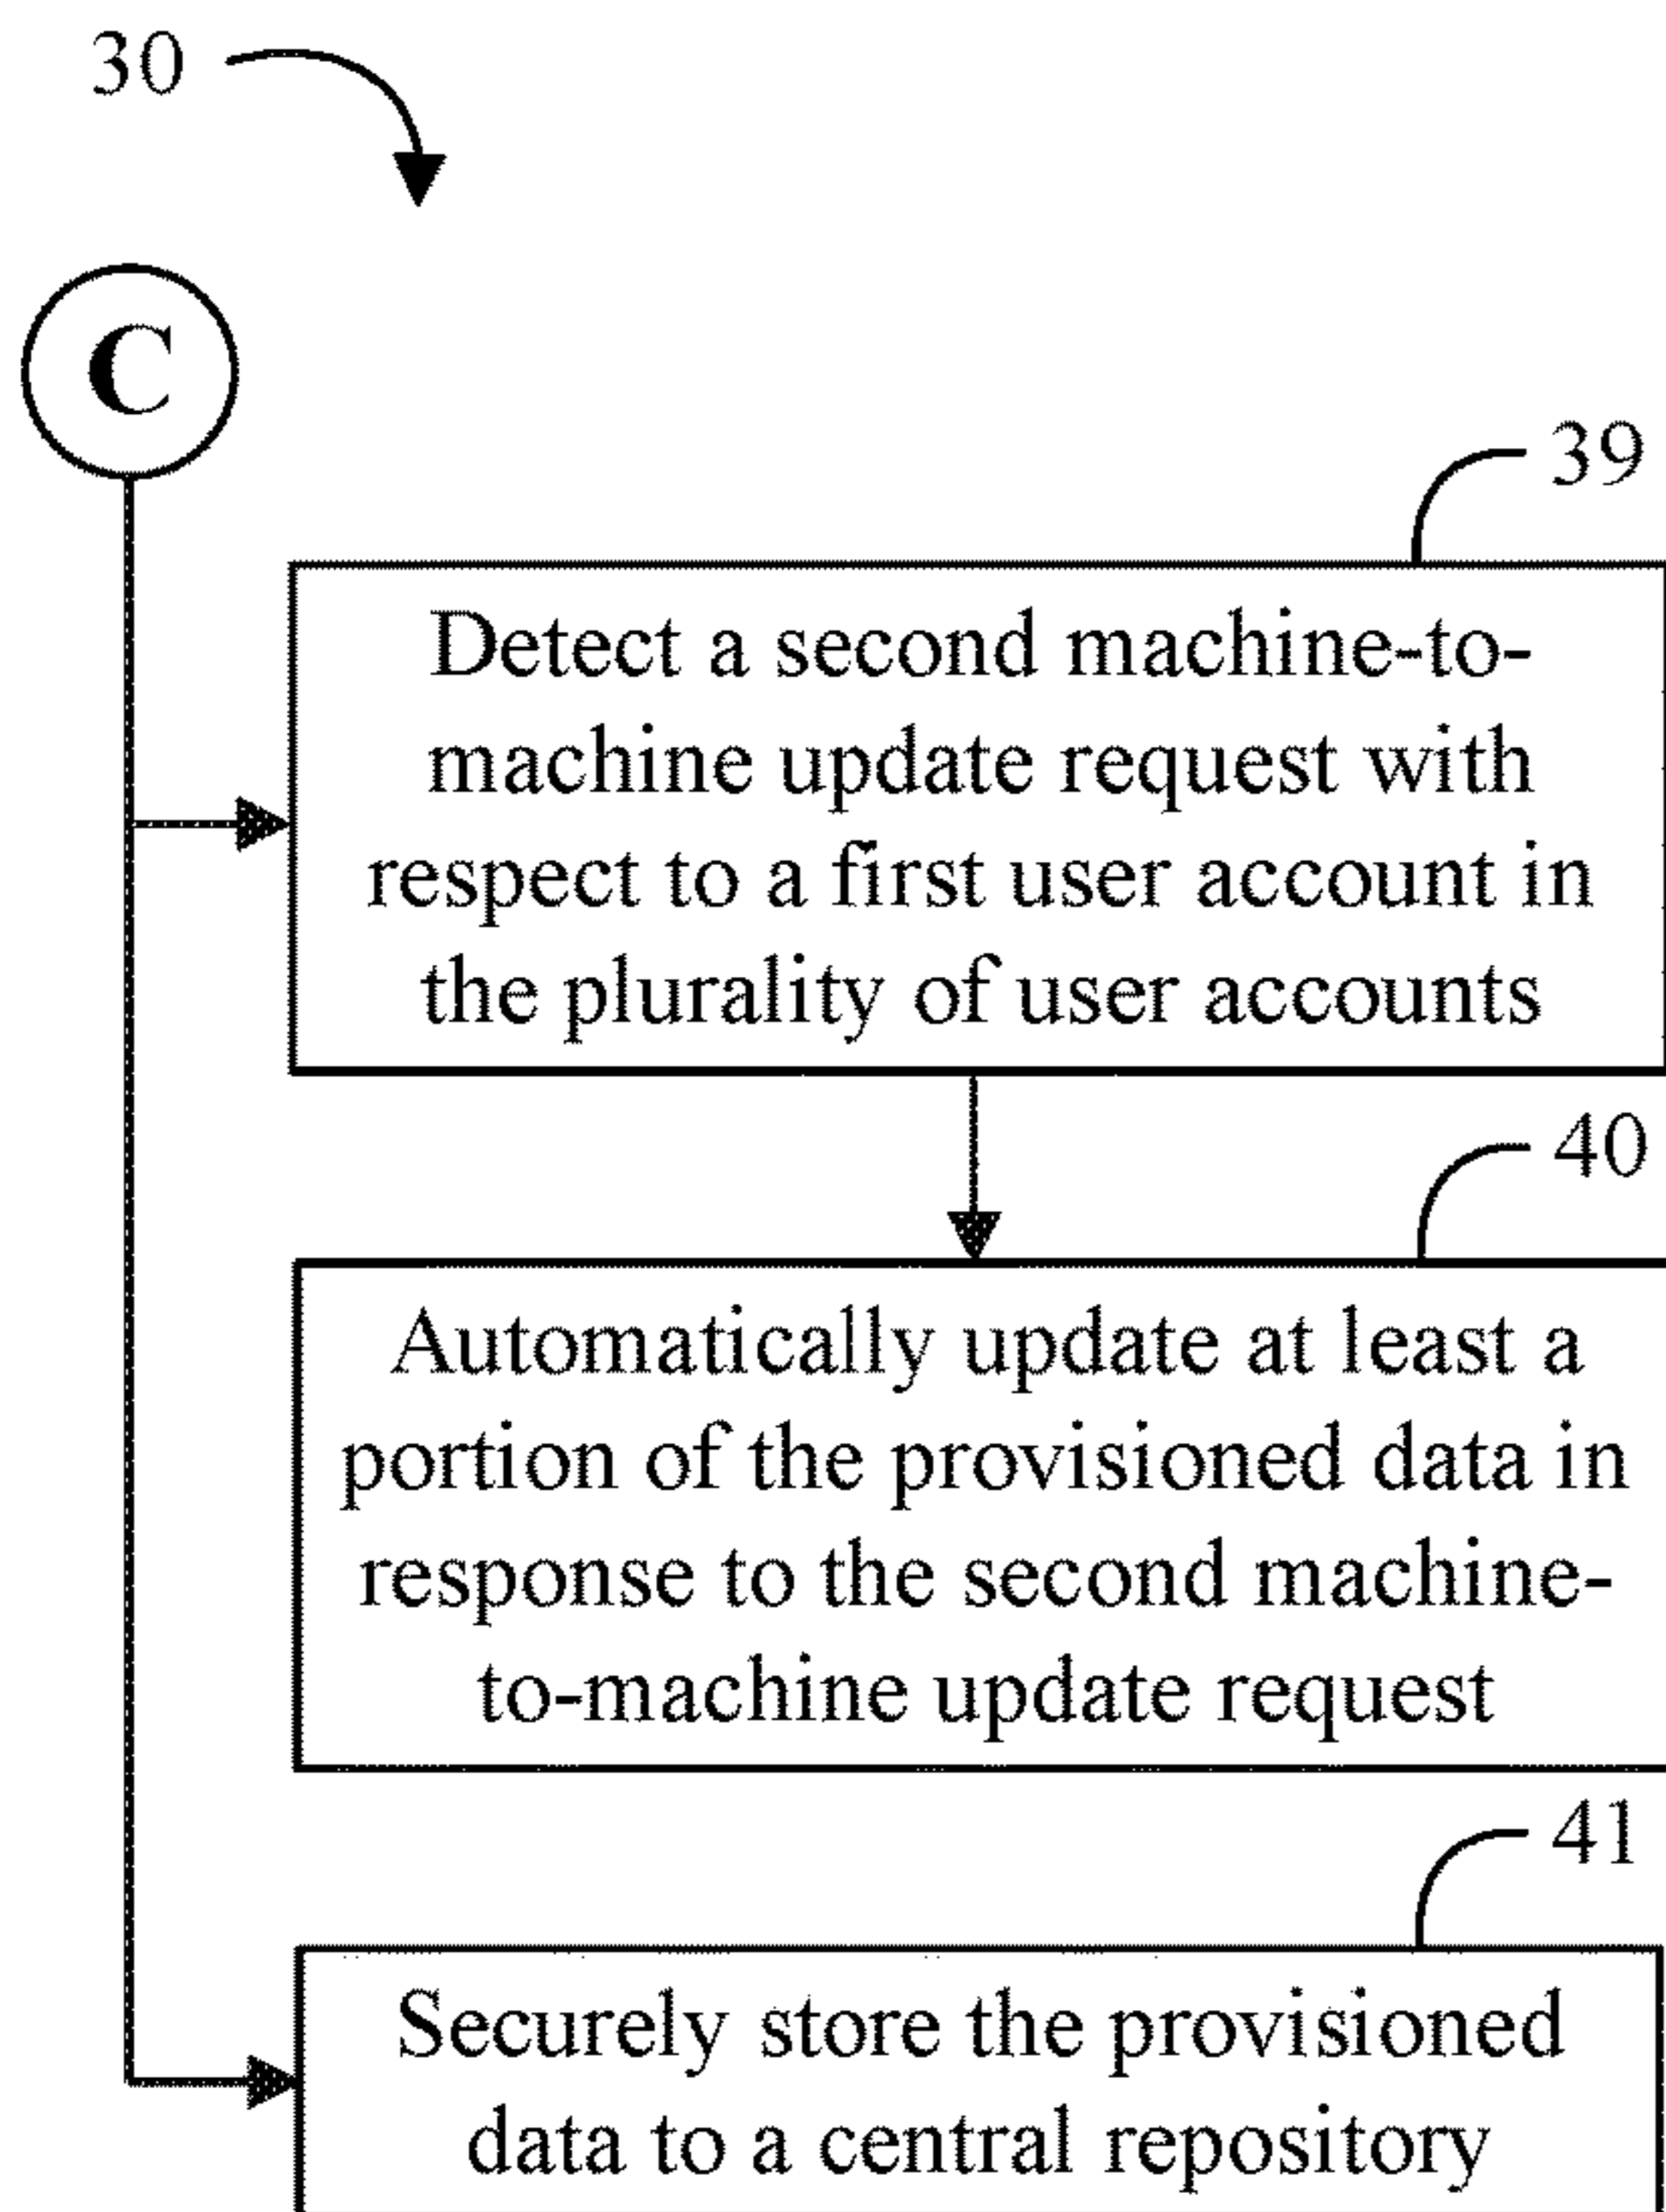 30
C
39
Detect a second machine-to-
machine update request with
respect to a first user account in
the plurality of user accounts
40
Automatically update at least a
portion of the provisioned data in
response to the second machine-
to-machine update request
41
Securely store the provisioned
data to a central repository